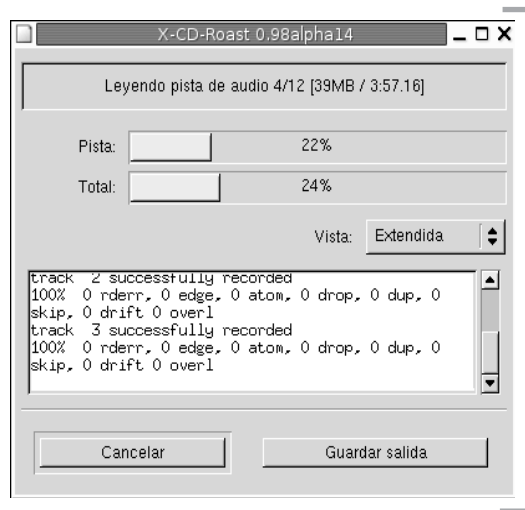 X-CD-Roast 0.98alpha14
Leyendo pista de audio 4/12 [39MB / 3:57.16]
Pista: 22%
Total: 24%
Vista: Extendida
track  2 successfully recorded
100%  0 rderr, 0 edge, 0 atom, 0 drop, 0 dup, 0
skip, 0 drift 0 overl
track  3 successfully recorded
100%  0 rderr, 0 edge, 0 atom, 0 drop, 0 dup, 0
skip, 0 drift 0 overl
Cancelar Guardar salida